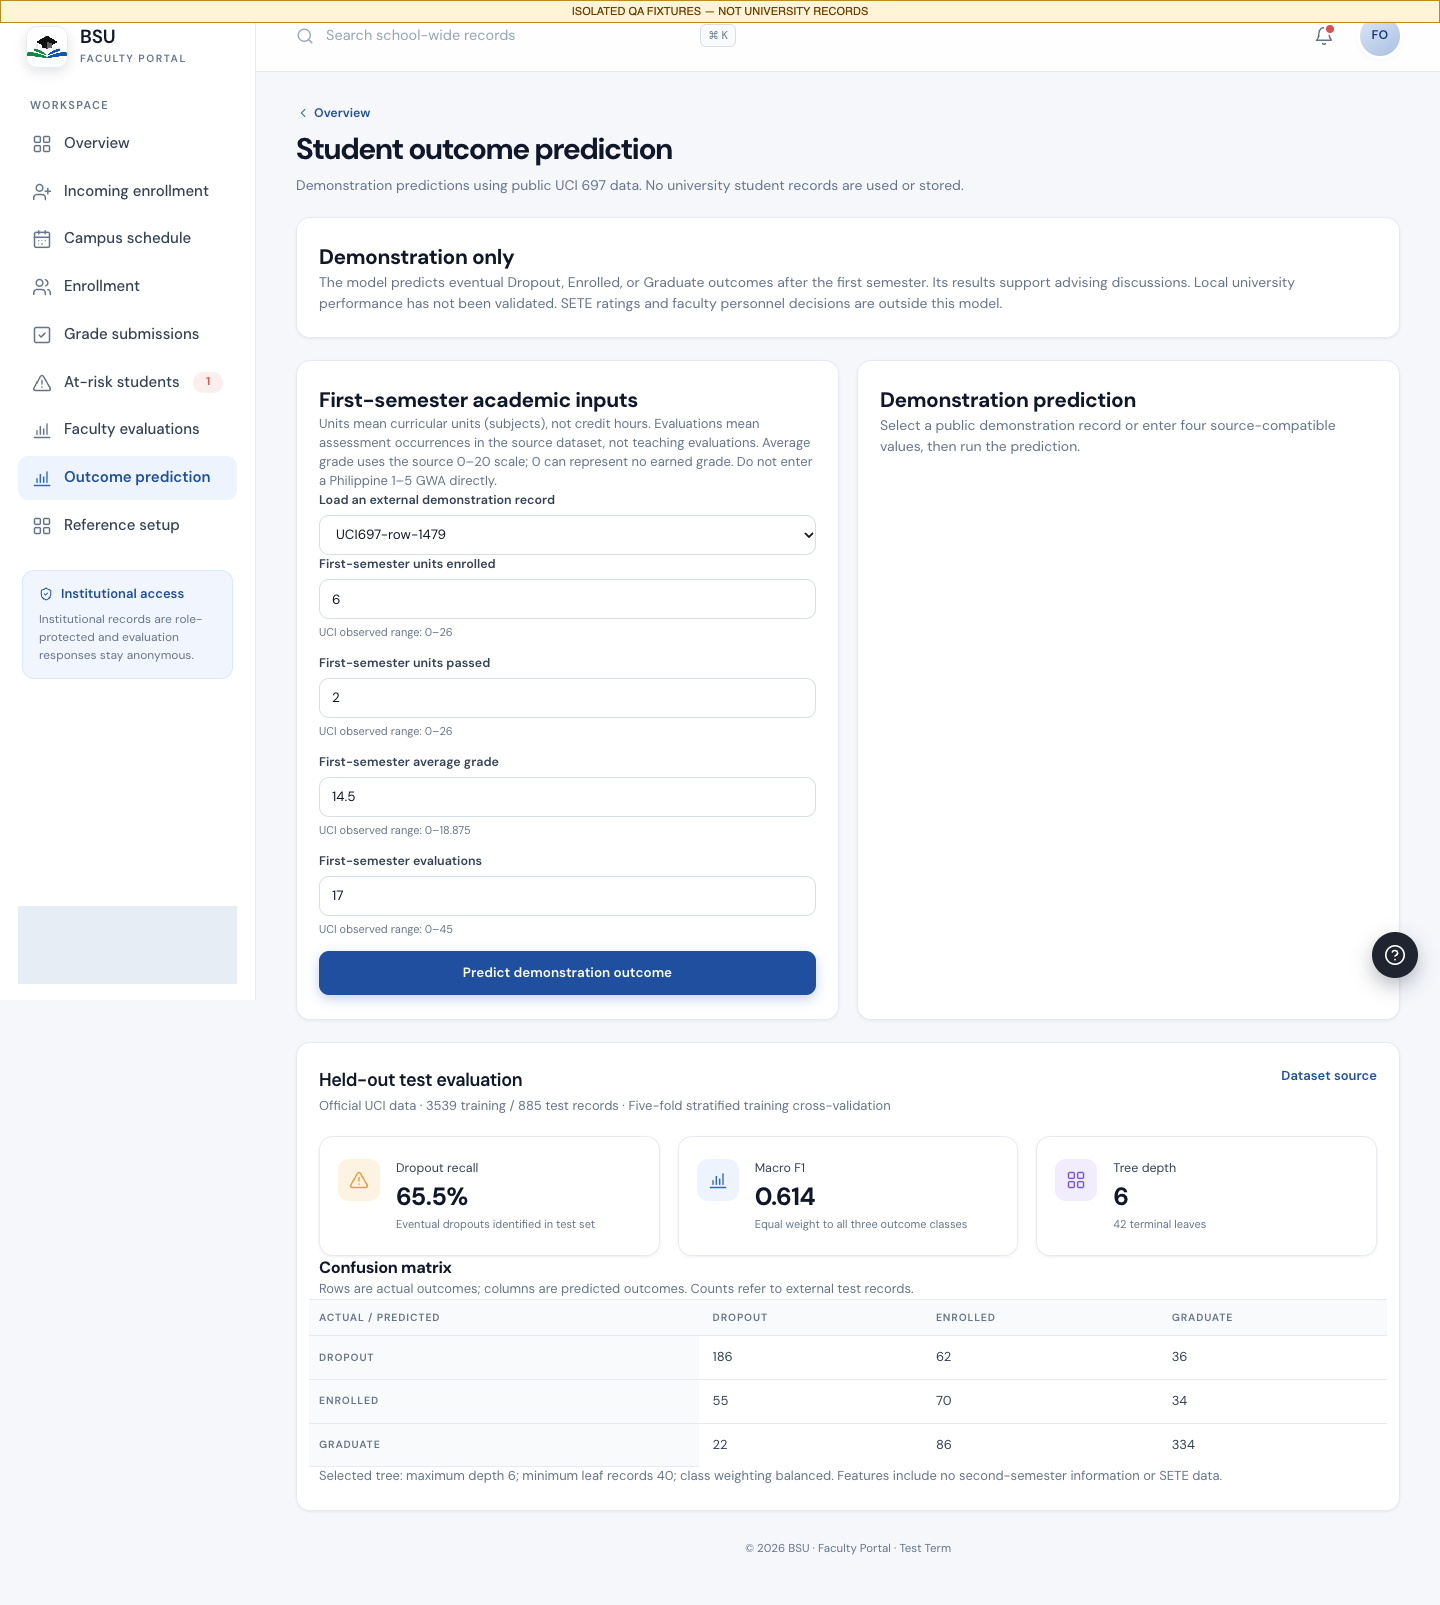 ISOLATED QA FIXTURES — NOT UNIVERSITY RECORDS
BSU
FACULTY PORTAL
Search school-wide records
⌘ K
FO
WORKSPACE
Overview
Incoming enrollment
Campus schedule
Enrollment
Grade submissions
At-risk students 1
Faculty evaluations
Outcome prediction
Reference setup
Institutional access
Institutional records are role-
protected and evaluation
responses stay anonymous.
Overview
Student outcome prediction
Demonstration predictions using public UCI 697 data. No university student records are used or stored.
Demonstration only
The model predicts eventual Dropout, Enrolled, or Graduate outcomes after the first semester. Its results support advising discussions. Local university
performance has not been validated. SETE ratings and faculty personnel decisions are outside this model.
First-semester academic inputs
Units mean curricular units (subjects), not credit hours. Evaluations mean
assessment occurrences in the source dataset, not teaching evaluations. Average
grade uses the source 0–20 scale; 0 can represent no earned grade. Do not enter
a Philippine 1–5 GWA directly.
Load an external demonstration record
UCI697-row-1479
First-semester units enrolled
6
UCI observed range: 0–26
First-semester units passed
2
UCI observed range: 0–26
First-semester average grade
14.5
UCI observed range: 0–18.875
First-semester evaluations
17
UCI observed range: 0–45
Predict demonstration outcome
Demonstration prediction
Select a public demonstration record or enter four source-compatible
values, then run the prediction.
Held-out test evaluation
Dataset source
Official UCI data · 3539 training / 885 test records · Five-fold stratified training cross-validation
Dropout recall
65.5%
Eventual dropouts identified in test set
Macro F1
0.614
Equal weight to all three outcome classes
Tree depth
6
42 terminal leaves
Confusion matrix
Rows are actual outcomes; columns are predicted outcomes. Counts refer to external test records.
ACTUAL / PREDICTED DROPOUT ENROLLED GRADUATE
DROPOUT 186 62 36
ENROLLED 55 70 34
GRADUATE 22 86 334
Selected tree: maximum depth 6; minimum leaf records 40; class weighting balanced. Features include no second-semester information or SETE data.
© 2026 BSU · Faculty Portal · Test Term